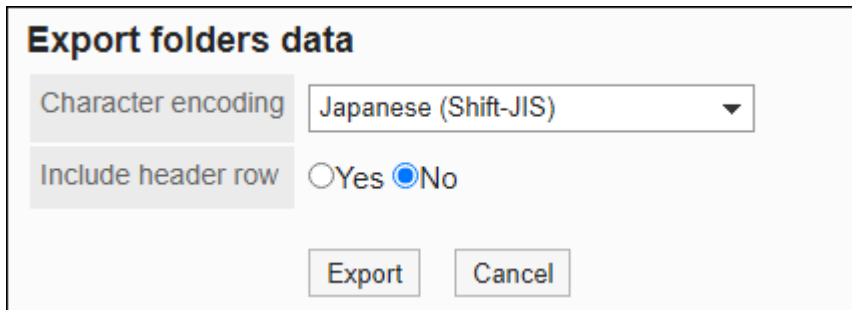 Export folders data
Character encoding Japanese (Shift-JIS)
Include header row Yes No
Export Cancel